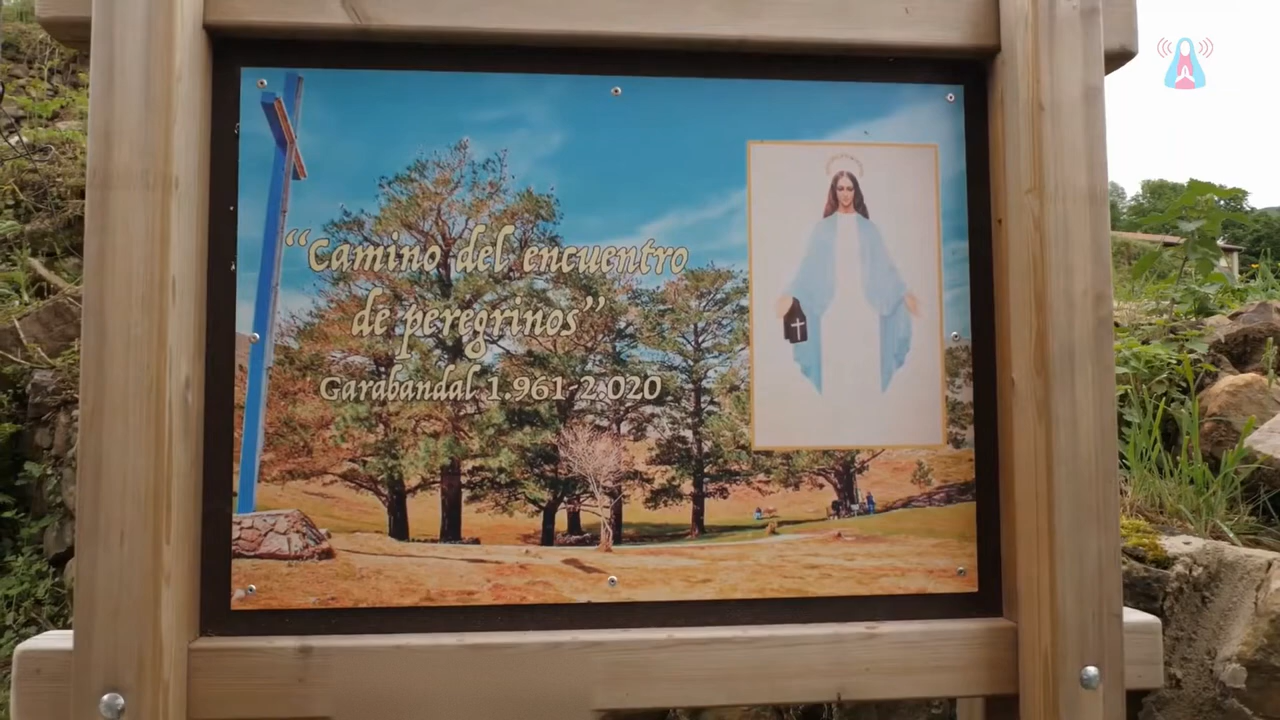 “Camino del encuentro
de peregrinos”
Garabandal 1.961-2.020